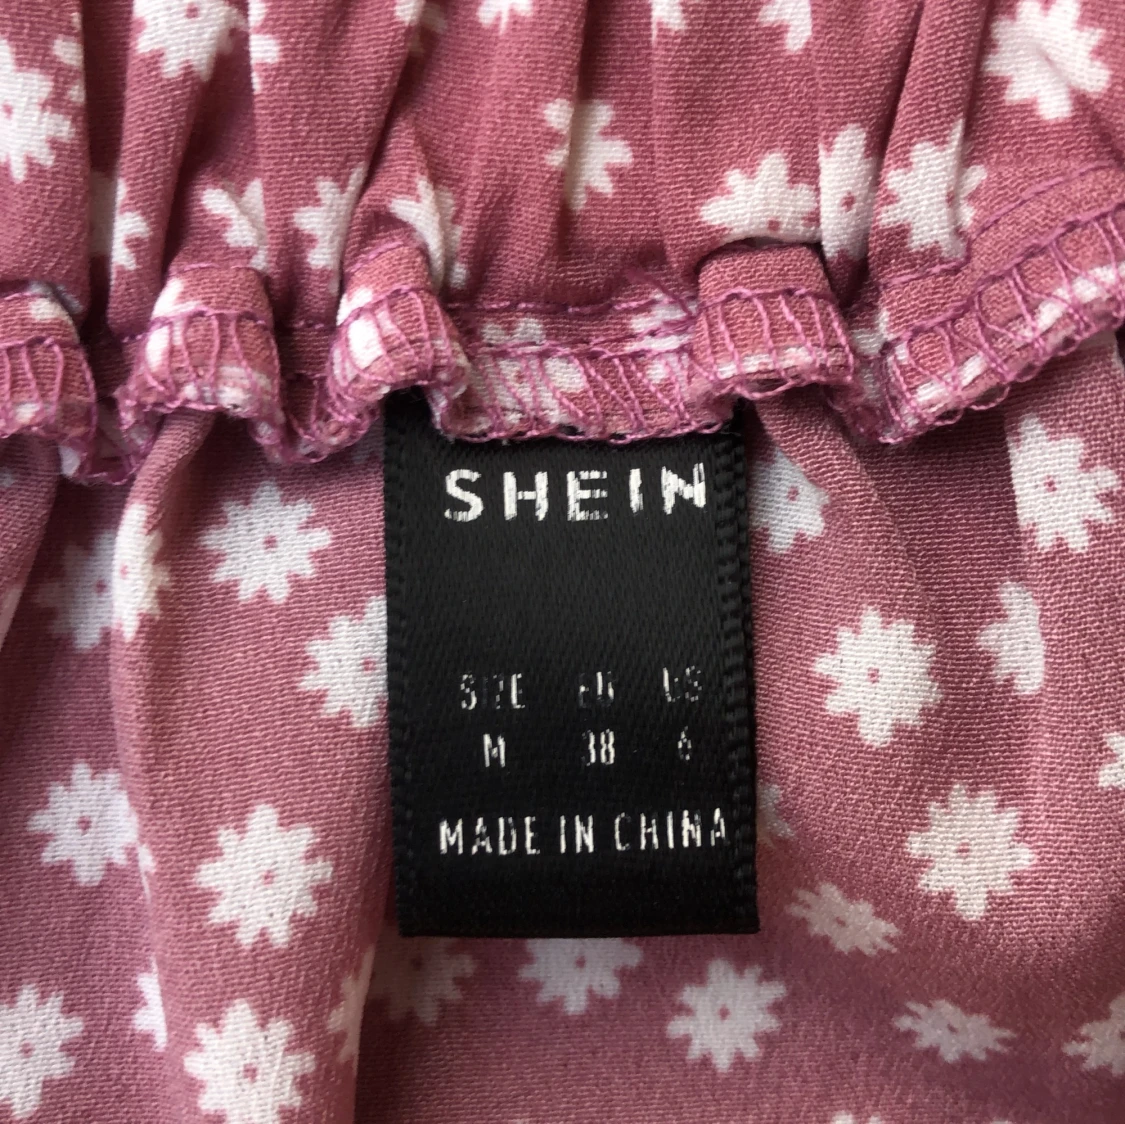 SHEIN
SIZE EU US
M 38 6
MADE IN CHINA